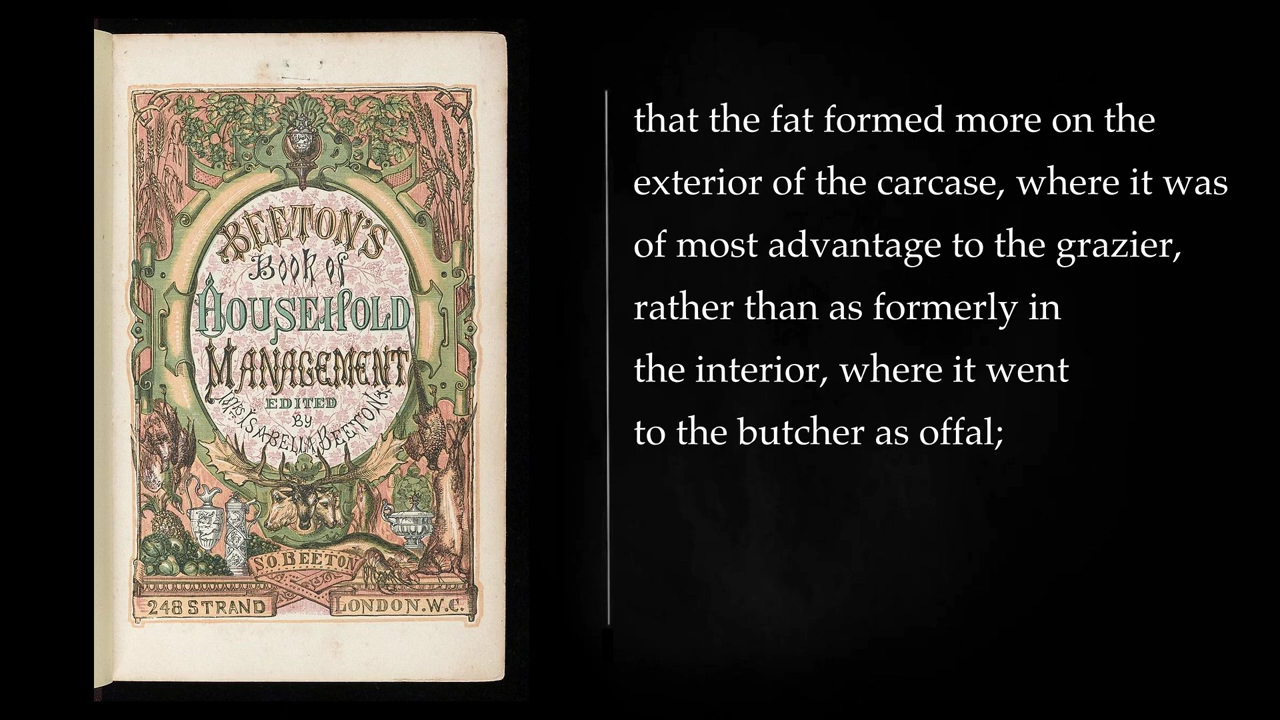 BEETON'S
Book of
HOUSEHOLD
MANAGEMENT
EDITED
BY
MRS ISABELLA BEETON
S.O. BEETON
248 STRAND
LONDON. W.C.
that the fat formed more on the
exterior of the carcase, where it was
of most advantage to the grazier,
rather than as formerly in
the interior, where it went
to the butcher as offal;